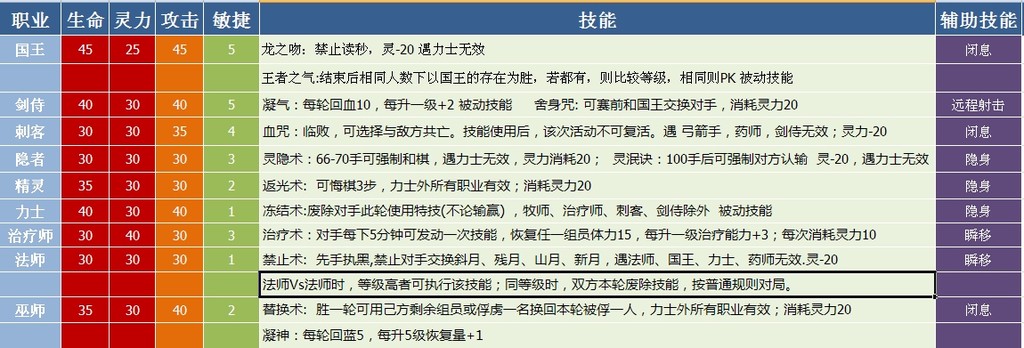 职业 生命 灵力 攻击 敏捷 技能 辅助技能
国王 45 25 45 5 龙之吻：禁止读秒，灵-20 遇力士无效 闭息
王者之气:结束后相同人数下以国王的存在为胜，若都有，则比较等级，相同则PK 被动技能
剑侍 40 30 40 5 凝气：每轮回血10，每升一级+2 被动技能 舍身咒: 可赛前和国王交换对手，消耗灵力20 远程射击
刺客 30 30 35 4 血咒：临败，可选择与敌方共亡。技能使用后，该次活动不可复活。遇 弓箭手，药师，剑侍无效；灵力-20 闭息
隐者 30 30 30 3 灵隐术：66-70手可强制和棋，遇力士无效，灵力消耗20； 灵泯诀：100手后可强制对方认输 灵-20，遇力士无效 隐身
精灵 35 30 30 2 返光术: 可悔棋3步，力士外所有职业有效；消耗灵力20 隐身
力士 40 30 40 1 冻结术:废除对手此轮使用特技(不论输赢) ，牧师、治疗师、刺客、剑侍除外 被动技能 隐身
治疗师 30 40 30 3 治疗术：对手每下5分钟可发动一次技能，恢复任一组员体力15，每升一级治疗能力+3；每次消耗灵力10 瞬移
法师 30 30 30 1 禁止术: 先手执黑,禁止对手交换斜月、残月、山月、新月，遇法师、国王、力士、药师无效.灵-20 瞬移
法师Vs法师时，等级高者可执行该技能；同等级时，双方本轮废除技能，按普通规则对局。
巫师 35 30 40 2 替换术: 胜一轮可用己方剩余组员或俘虏一名换回本轮被俘一人，力士外所有职业有效；消耗灵力20 闭息
凝神：每轮回蓝5，每升5级恢复量+1